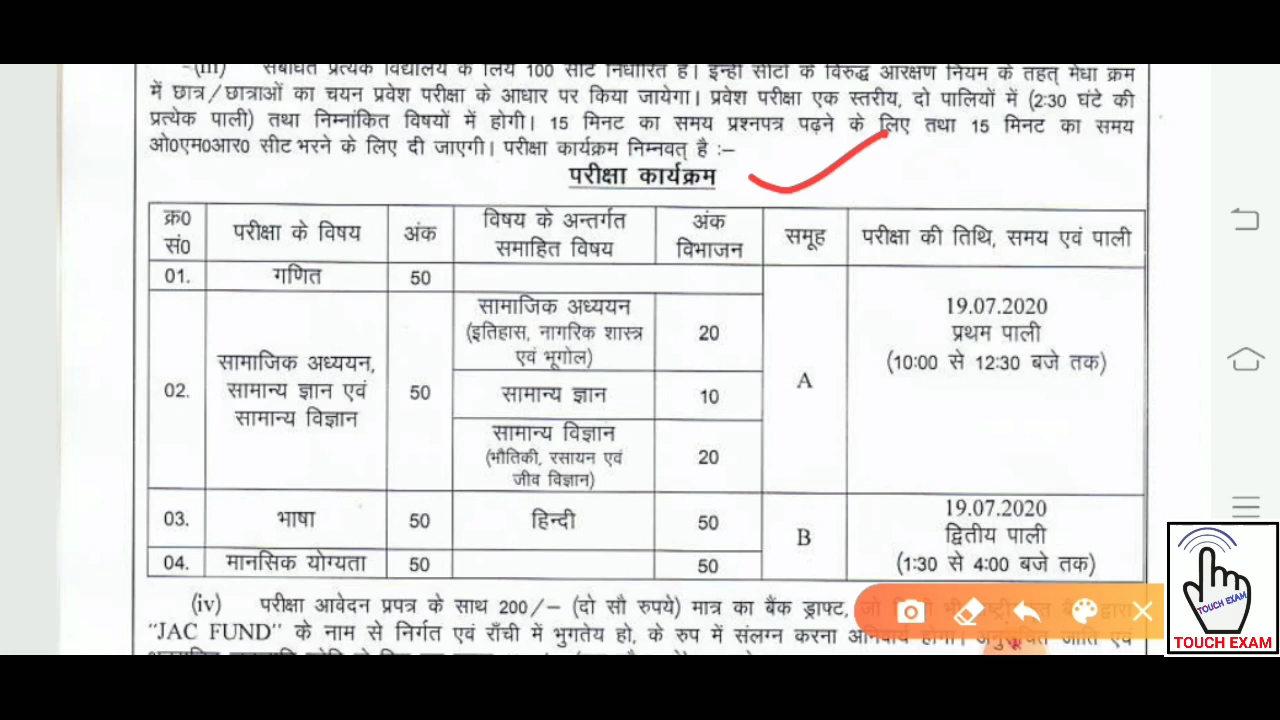 (iii) संबंधित प्रत्येक विद्यालय के लिये 100 सीट निर्धारित है। इन्हीं सीटों के विरुद्ध आरक्षण नियम के तहत् मेधा क्रम
में छात्र/छात्राओं का चयन प्रवेश परीक्षा के आधार पर किया जायेगा। प्रवेश परीक्षा एक स्तरीय, दो पालियों में (2:30 घंटे की
प्रत्येक पाली) तथा निम्नांकित विषयों में होगी। 15 मिनट का समय प्रश्नपत्र पढ़ने के लिए तथा 15 मिनट का समय
ओ0एम0आर0 सीट भरने के लिए दी जाएगी। परीक्षा कार्यक्रम निम्नवत् है :–
परीक्षा कार्यक्रम
क्र0 सं0 परीक्षा के विषय अंक विषय के अन्तर्गत समाहित विषय अंक विभाजन समूह परीक्षा की तिथि, समय एवं पाली
01. गणित 50
02. सामाजिक अध्ययन, सामान्य ज्ञान एवं सामान्य विज्ञान 50
सामाजिक अध्ययन
(इतिहास, नागरिक शास्त्र
एवं भूगोल)
20
सामान्य ज्ञान 10
सामान्य विज्ञान
(भौतिकी, रसायन एवं
जीव विज्ञान)
20
A
19.07.2020
प्रथम पाली
(10:00 से 12:30 बजे तक)
03. भाषा 50 हिन्दी 50
04. मानसिक योग्यता 50 50
B
19.07.2020
द्वितीय पाली
(1:30 से 4:00 बजे तक)
(iv) परीक्षा आवेदन प्रपत्र के साथ 200/– (दो सौ रुपये) मात्र का बैंक ड्राफ्ट,
"JAC FUND" के नाम से निर्गत एवं राँची में भुगतेय हो, के रुप में संलग्न करना अनिवार्य होगा। अनुसूचित जाति एवं
TOUCH EXAM
TOUCH EXAM